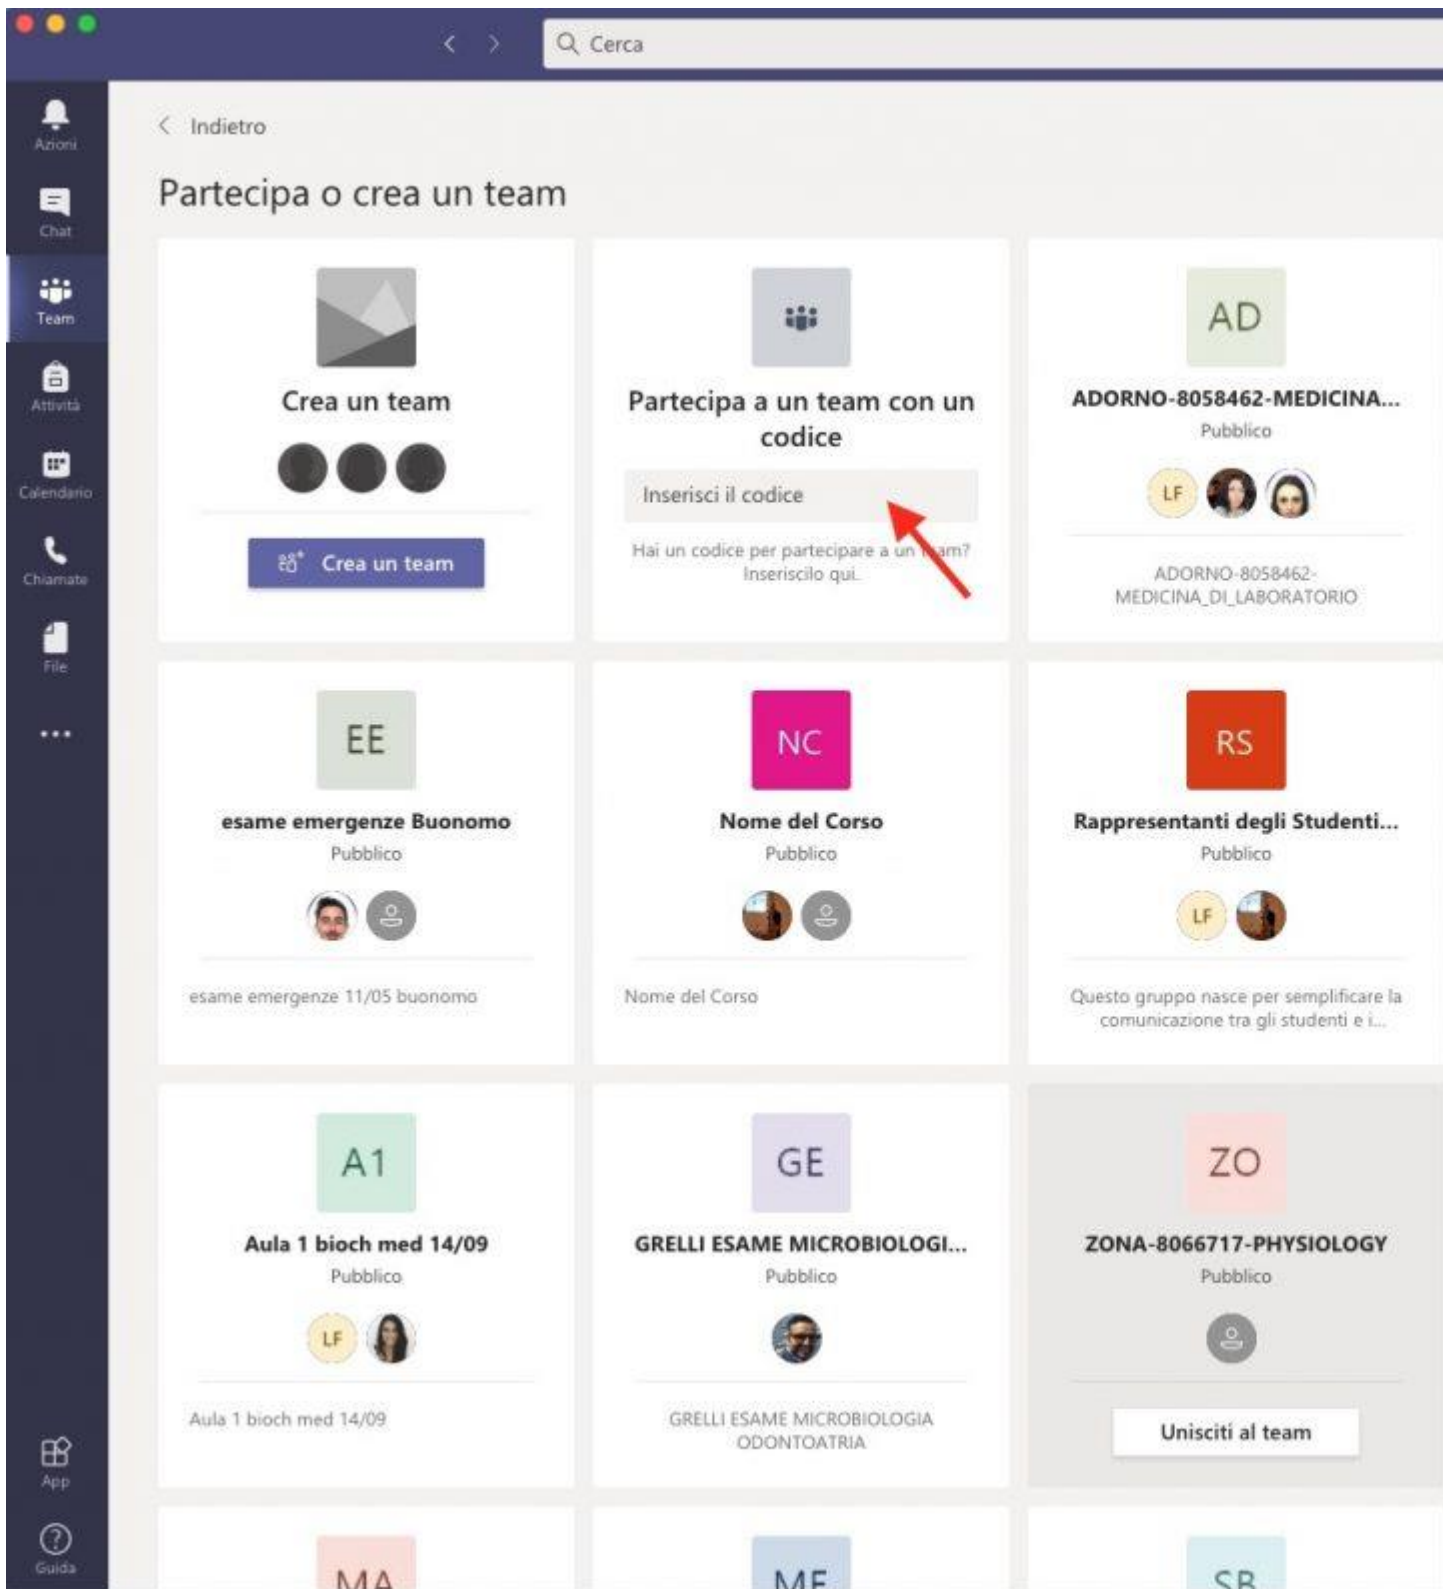 Cerca
Azioni
Chat
Team
Attività
Calendario
Chiamate
File
App
Guida
Indietro
Partecipa o crea un team
Crea un team
Crea un team
Partecipa a un team con un
codice
Inserisci il codice
Hai un codice per partecipare a un team?
Inseriscilo qui.
AD
ADORNO-8058462-MEDICINA...
Pubblico
LF
ADORNO-8058462-
MEDICINA_DI_LABORATORIO
EE
esame emergenze Buonomo
Pubblico
esame emergenze 11/05 buonomo
NC
Nome del Corso
Pubblico
Nome del Corso
RS
Rappresentanti degli Studenti...
Pubblico
LF
Questo gruppo nasce per semplificare la
comunicazione tra gli studenti e i...
A1
Aula 1 bioch med 14/09
Pubblico
LF
Aula 1 bioch med 14/09
GE
GRELLI ESAME MICROBIOLOGI...
Pubblico
GRELLI ESAME MICROBIOLOGIA
ODONTOATRIA
ZO
ZONA-8066717-PHYSIOLOGY
Pubblico
Unisciti al team
MA
ME
SB